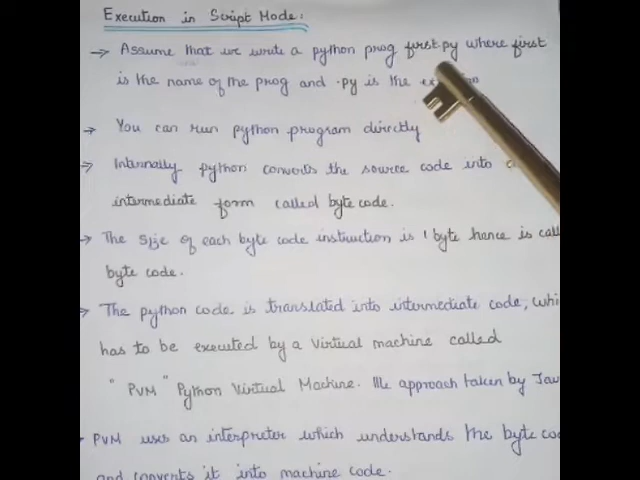 Execution in Script Mode:
→ Assume that we write a python prog first.py where first
is the name of the prog and .py is the
→ You can run python program directly
→ Internally python converts the source code into
intermediate form called byte code.
→ The size of each byte code instruction is 1 byte hence is call
byte code.
→ The python code is translated into intermediate code, whi
has to be executed by a virtual machine called
" PVM " Python Virtual Machine. The approach taken by Jav
PVM uses an interpreter which understands the byte co
and converts it into machine code.